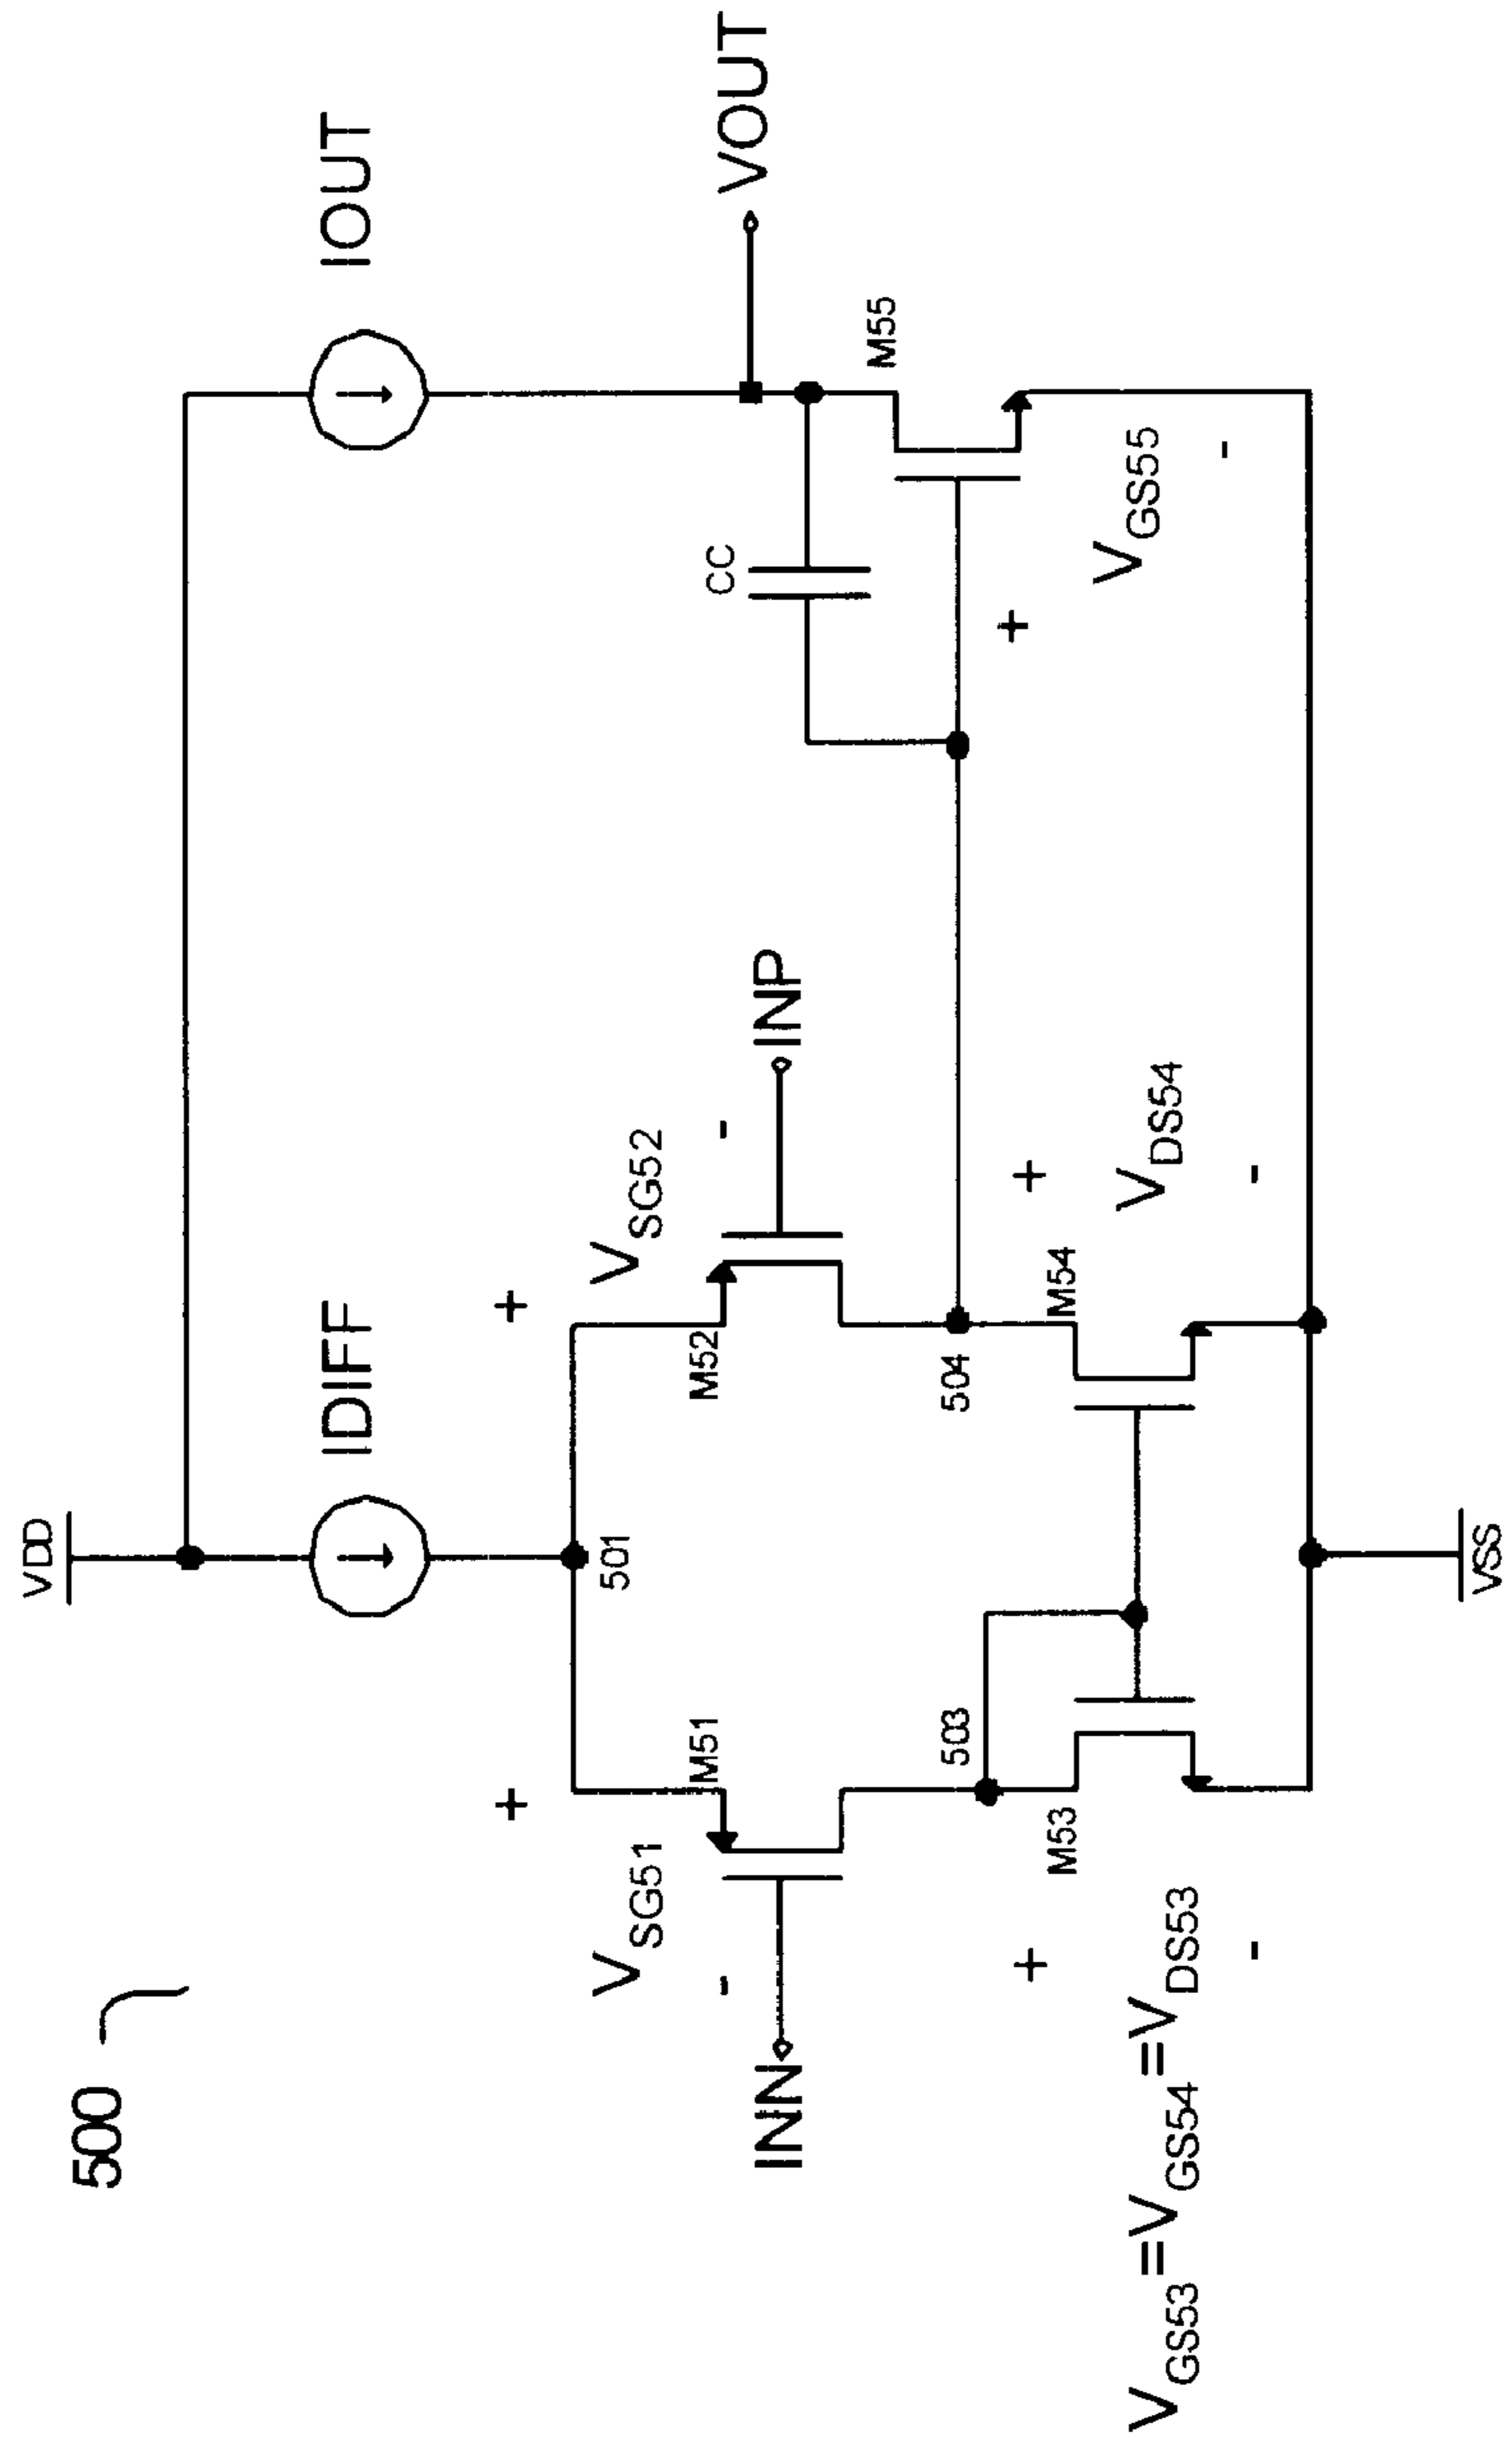 500
VDD
IDIFF
IOUT
501
+
+
VSG51
VSG52
-
-
M51
M52
INN
INP
CC
VOUT
503
504
M55
M53
M54
+
+
+
VGS53=VGS54=VDS53
VDS54
VGS55
-
-
-
VSS